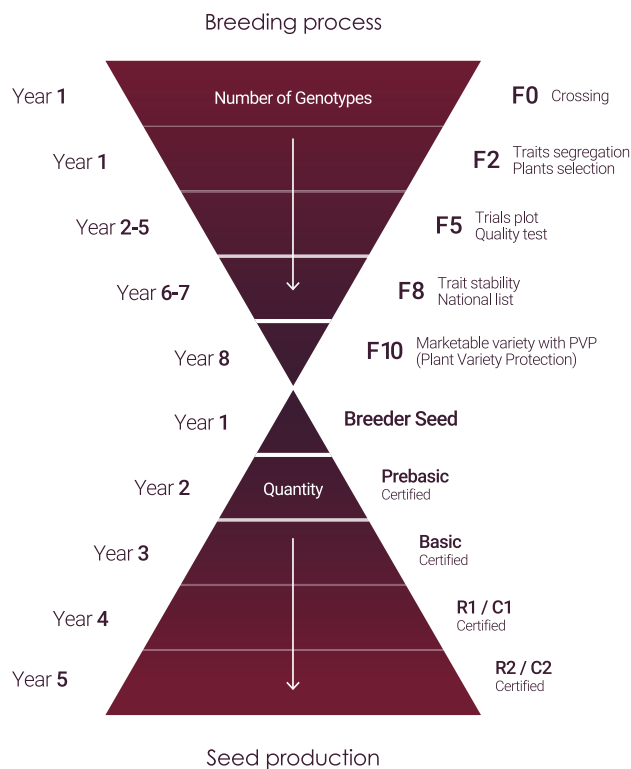 Breeding process
Year 1
Number of Genotypes
F0 Crossing
Year 1
F2 Traits segregation
Plants selection
Year 2-5
F5 Trials plot
Quality test
Year 6-7
F8 Trait stability
National list
Year 8
F10 Marketable variety with PVP
(Plant Variety Protection)
Year 1
Breeder Seed
Year 2
Quantity
Prebasic
Certified
Year 3
Basic
Certified
Year 4
R1 / C1
Certified
Year 5
R2 / C2
Certified
Seed production